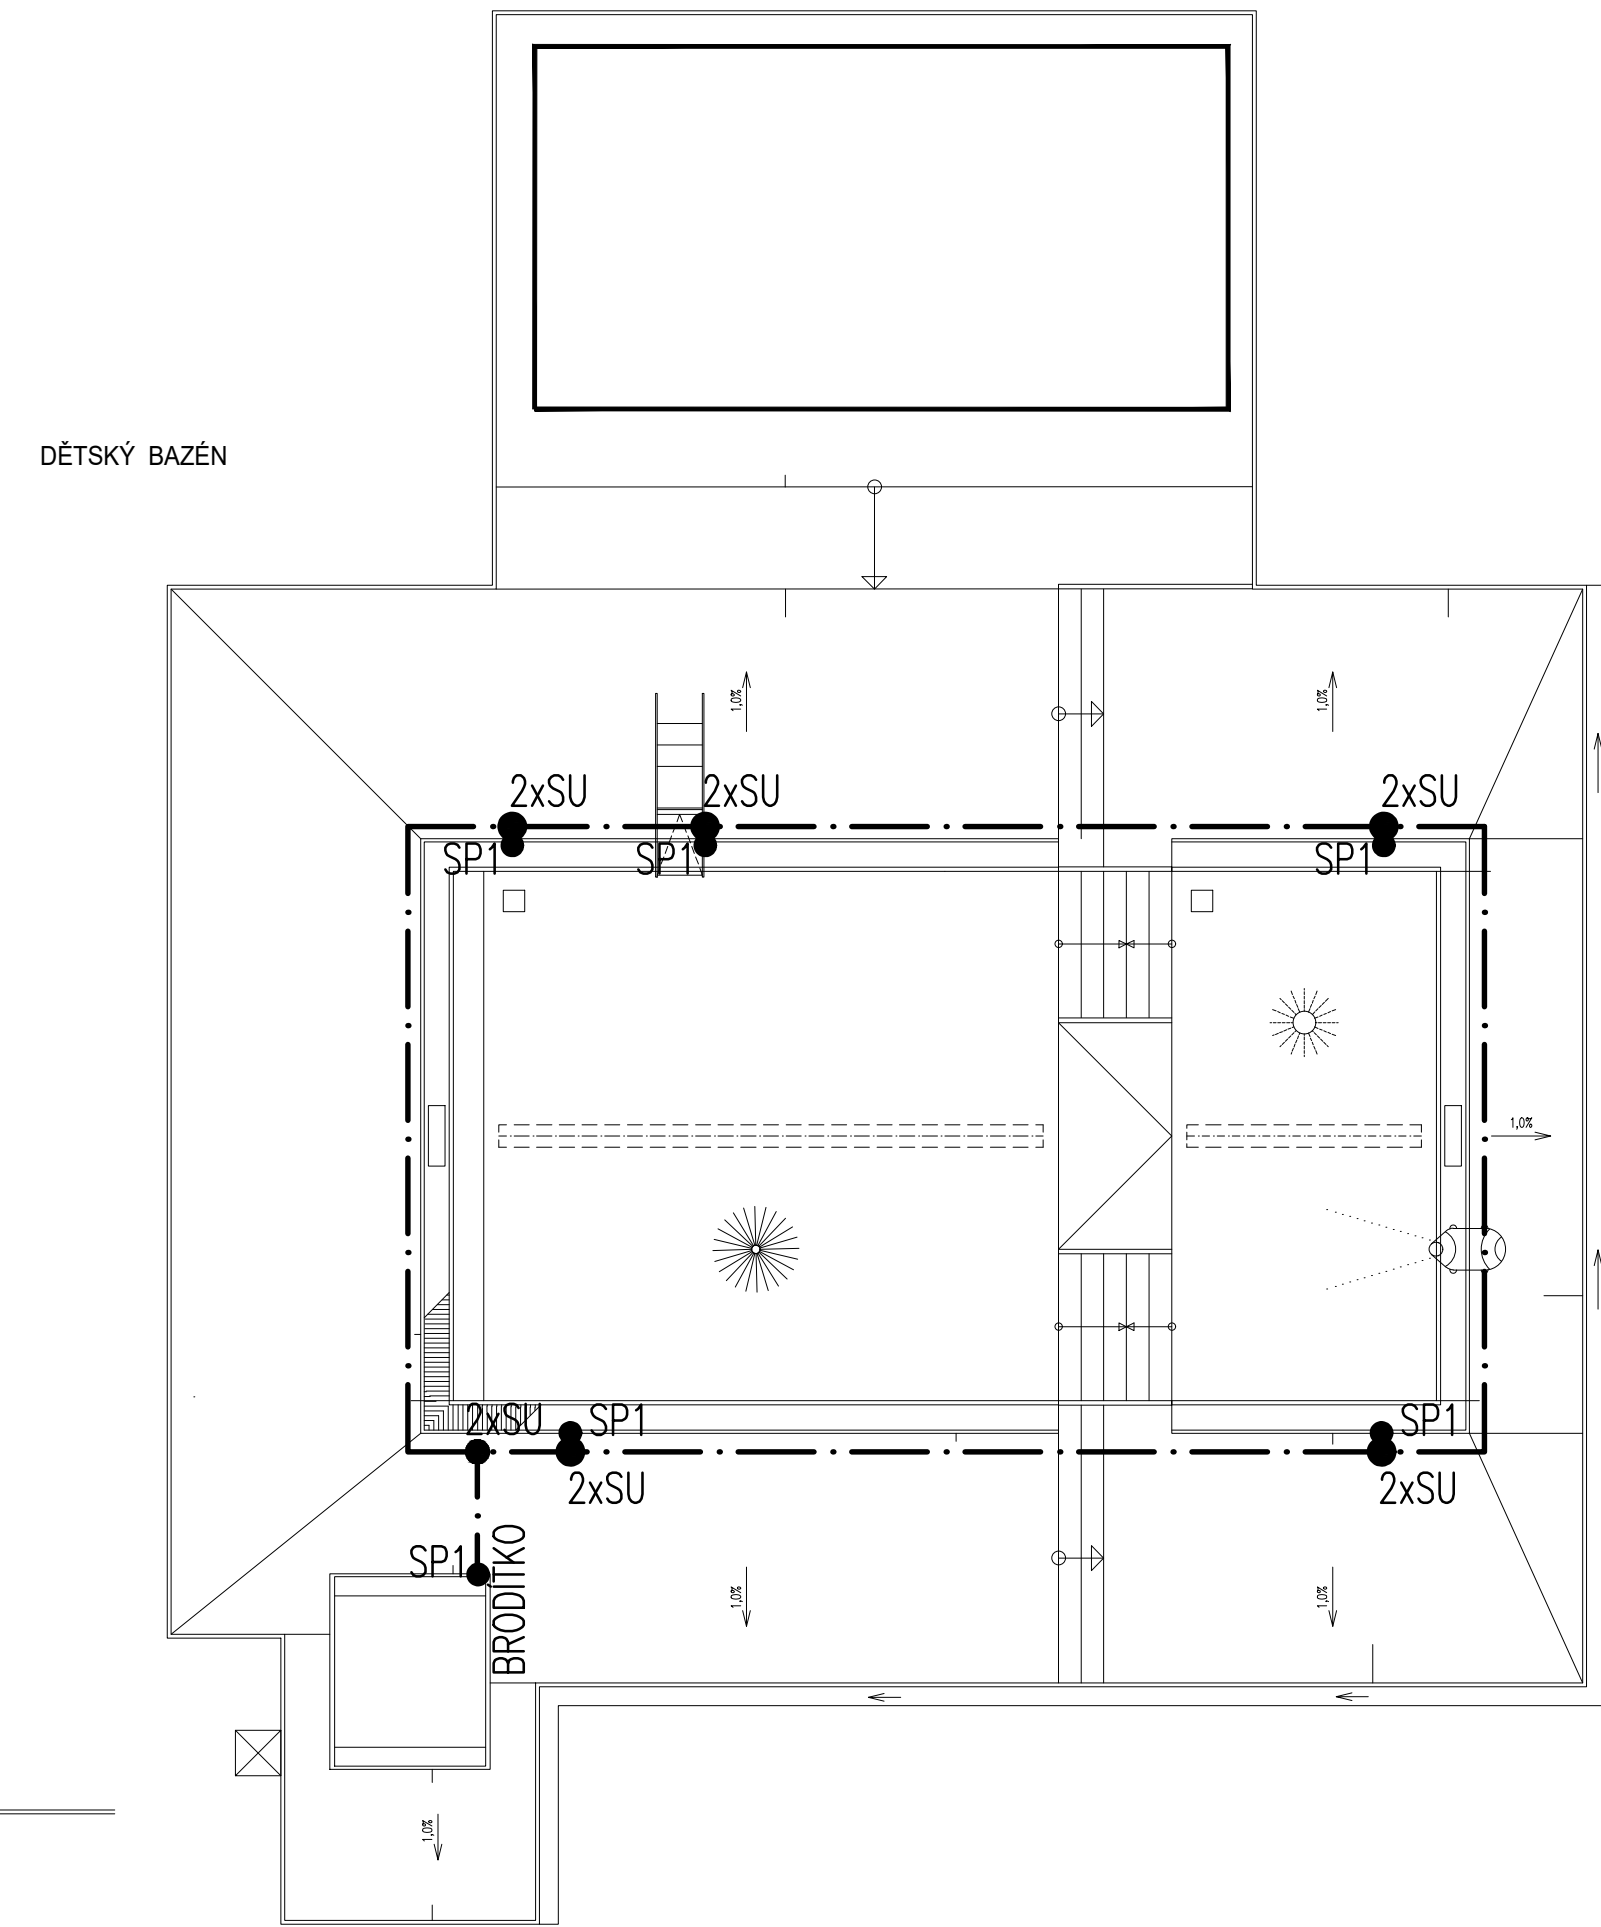 DĚTSKÝ BAZÉN
1,0%
1,0%
2xSU
2xSU
2xSU
SP1
SP1
SP1
1,0%
2xSU
SP1
SP1
2xSU
2xSU
SP1
BRODÍTKO
1,0%
1,0%
1,0%